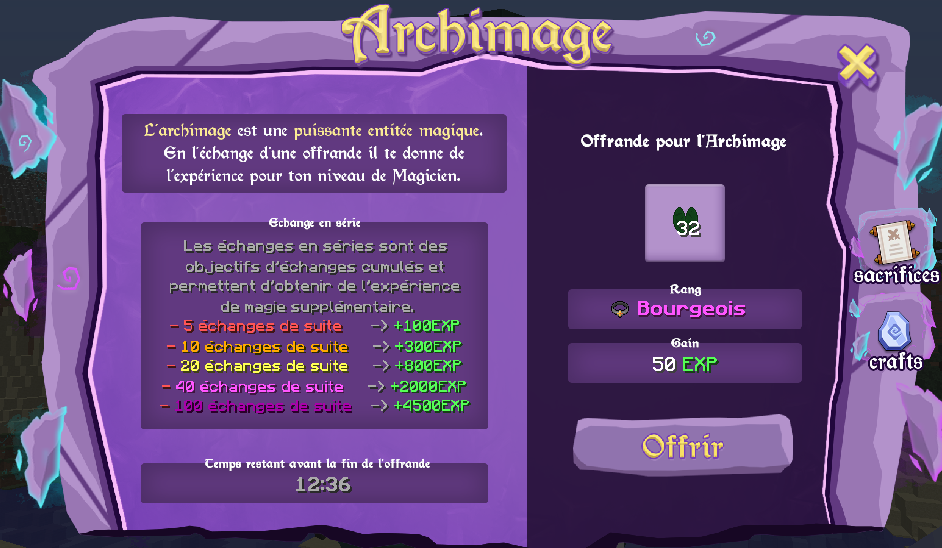 Archimage
L'archimage est une puissante entitée magique.
En l'échange d'une offrande il te donne de
l'expérience pour ton niveau de Magicien.
Echange en série
Les échanges en séries sont des
objectifs d'échanges cumulés et
permettent d'obtenir de l'expérience
de magie supplémentaire.
- 5 échanges de suite -> +100EXP
- 10 échanges de suite -> +300EXP
- 20 échanges de suite -> +800EXP
- 40 échanges de suite -> +2000EXP
- 100 échanges de suite -> +4500EXP
Temps restant avant la fin de l'offrande
12:36
Offrande pour l'Archimage
32
Rang
Bourgeois
Gain
50 EXP
Offrir
sacrifices
crafts